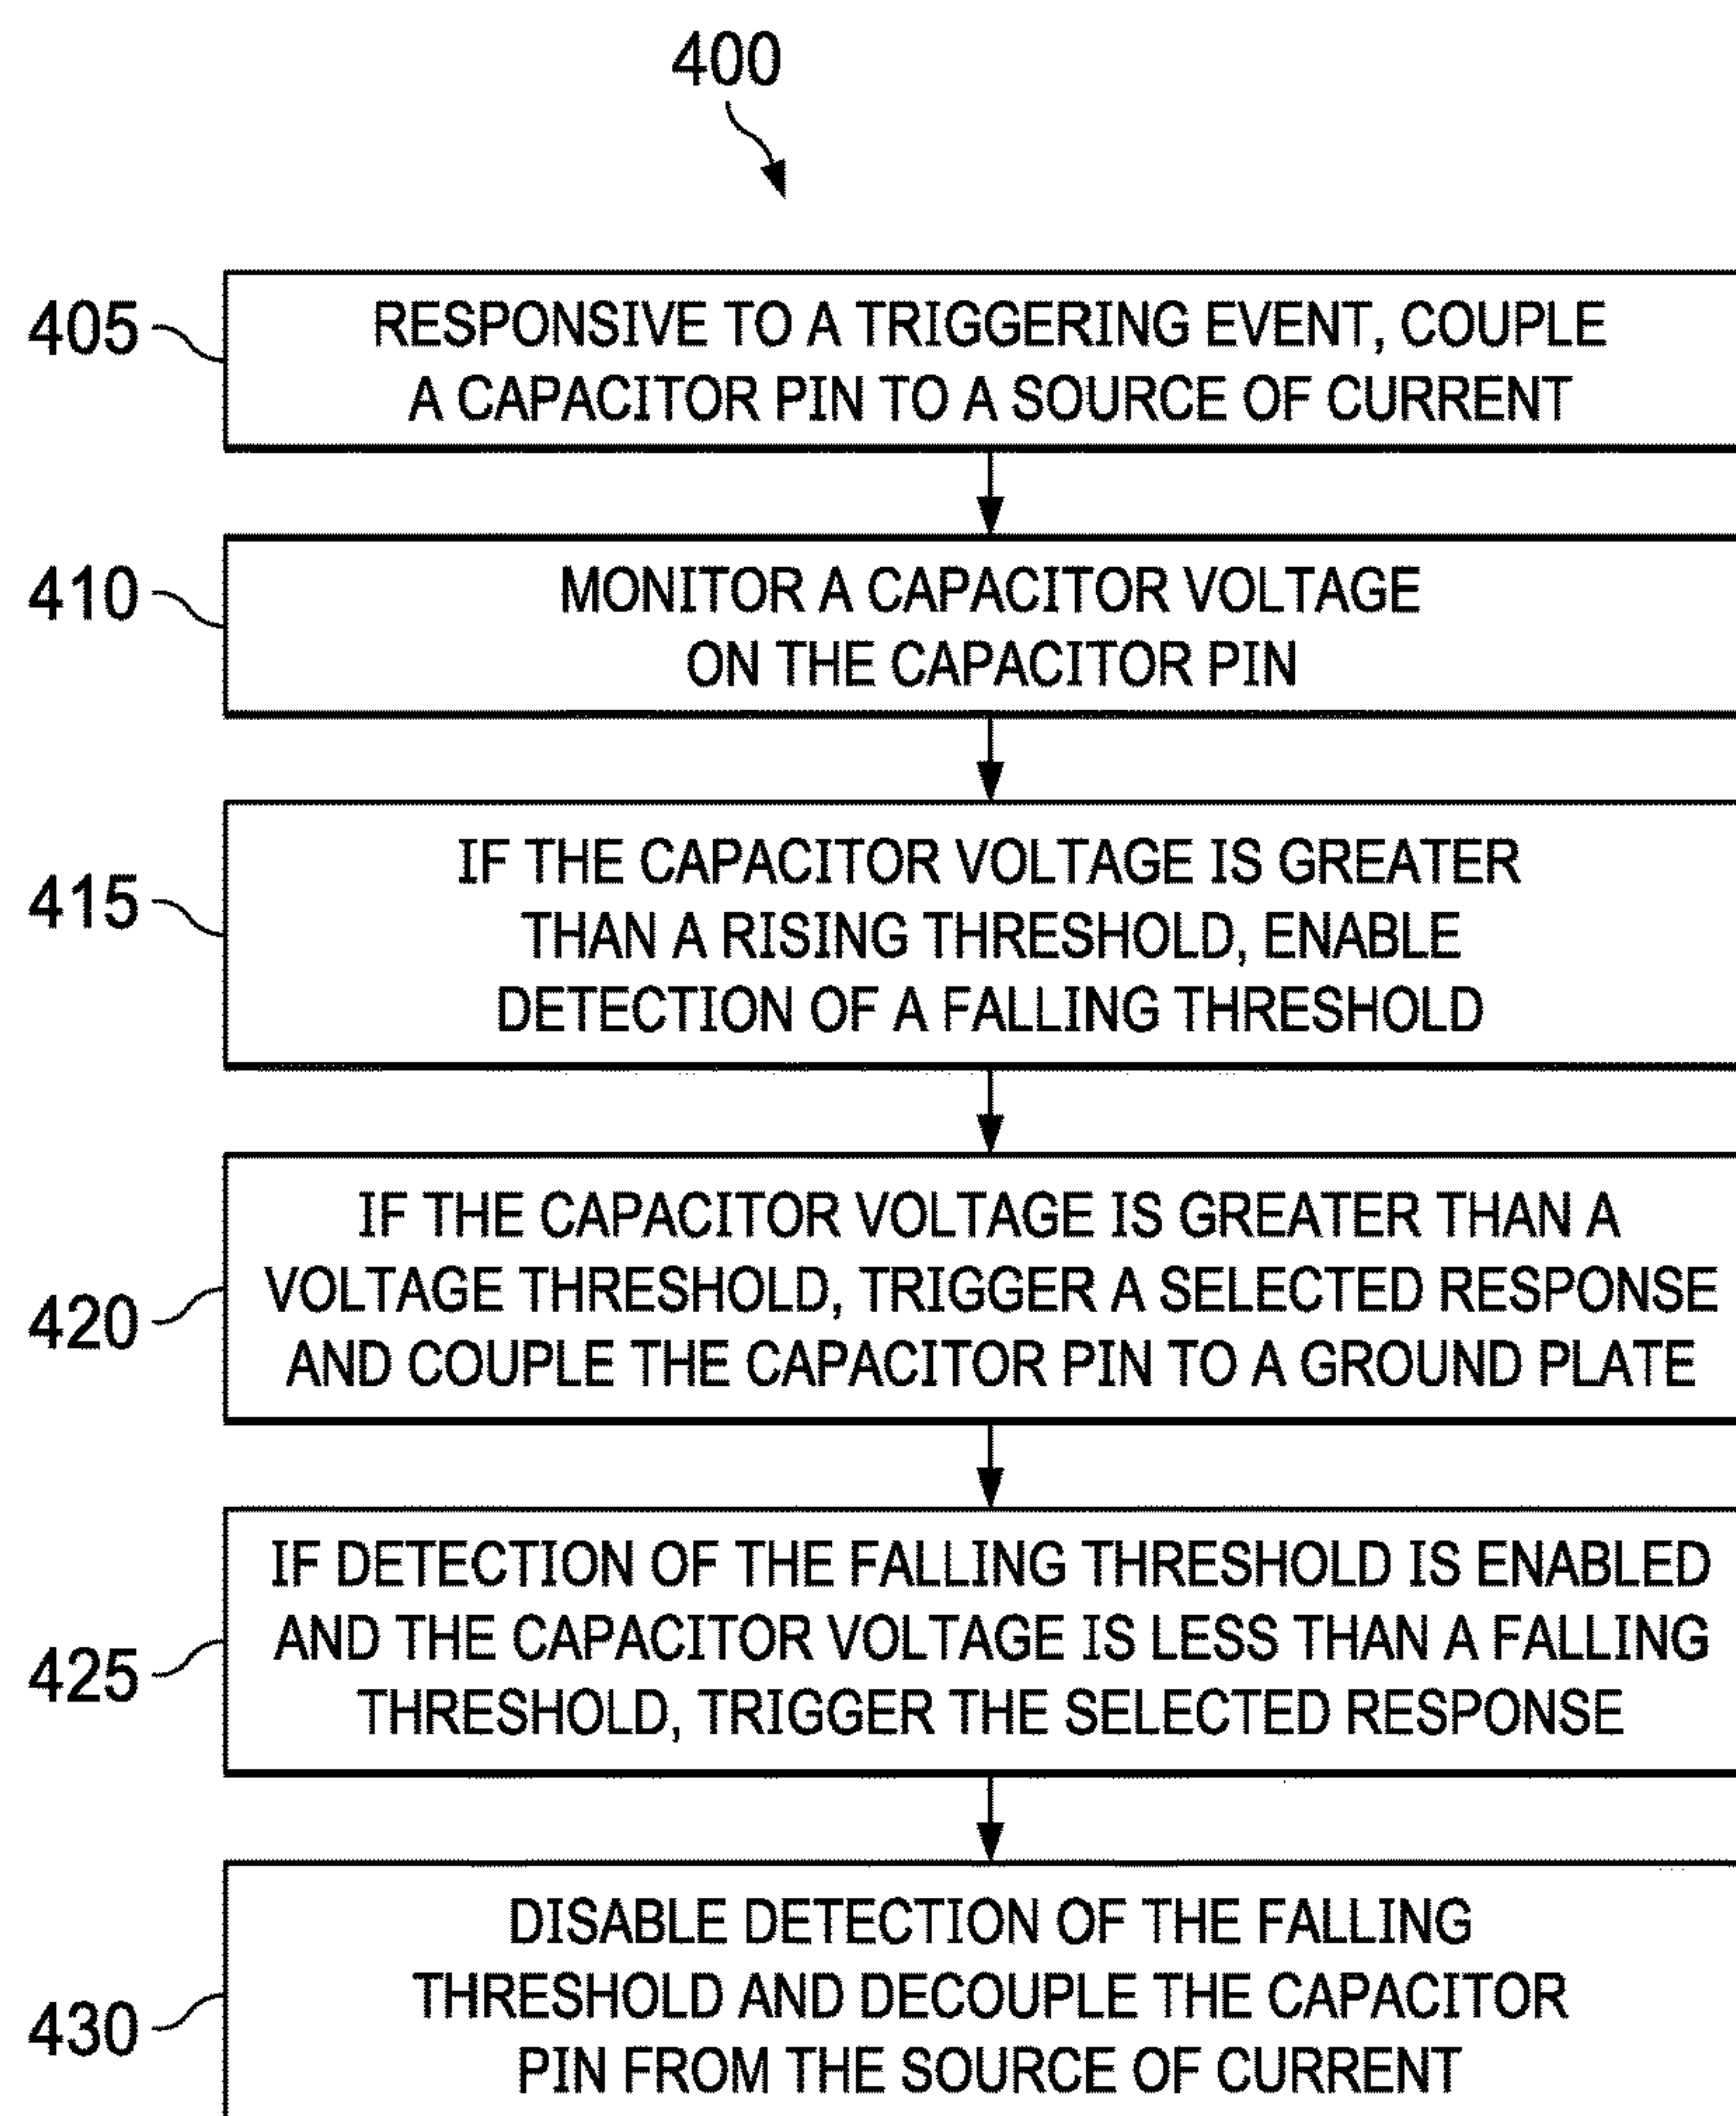 400
405
RESPONSIVE TO A TRIGGERING EVENT, COUPLE
A CAPACITOR PIN TO A SOURCE OF CURRENT
410
MONITOR A CAPACITOR VOLTAGE
ON THE CAPACITOR PIN
415
IF THE CAPACITOR VOLTAGE IS GREATER
THAN A RISING THRESHOLD, ENABLE
DETECTION OF A FALLING THRESHOLD
420
IF THE CAPACITOR VOLTAGE IS GREATER THAN A
VOLTAGE THRESHOLD, TRIGGER A SELECTED RESPONSE
AND COUPLE THE CAPACITOR PIN TO A GROUND PLATE
425
IF DETECTION OF THE FALLING THRESHOLD IS ENABLED
AND THE CAPACITOR VOLTAGE IS LESS THAN A FALLING
THRESHOLD, TRIGGER THE SELECTED RESPONSE
430
DISABLE DETECTION OF THE FALLING
THRESHOLD AND DECOUPLE THE CAPACITOR
PIN FROM THE SOURCE OF CURRENT